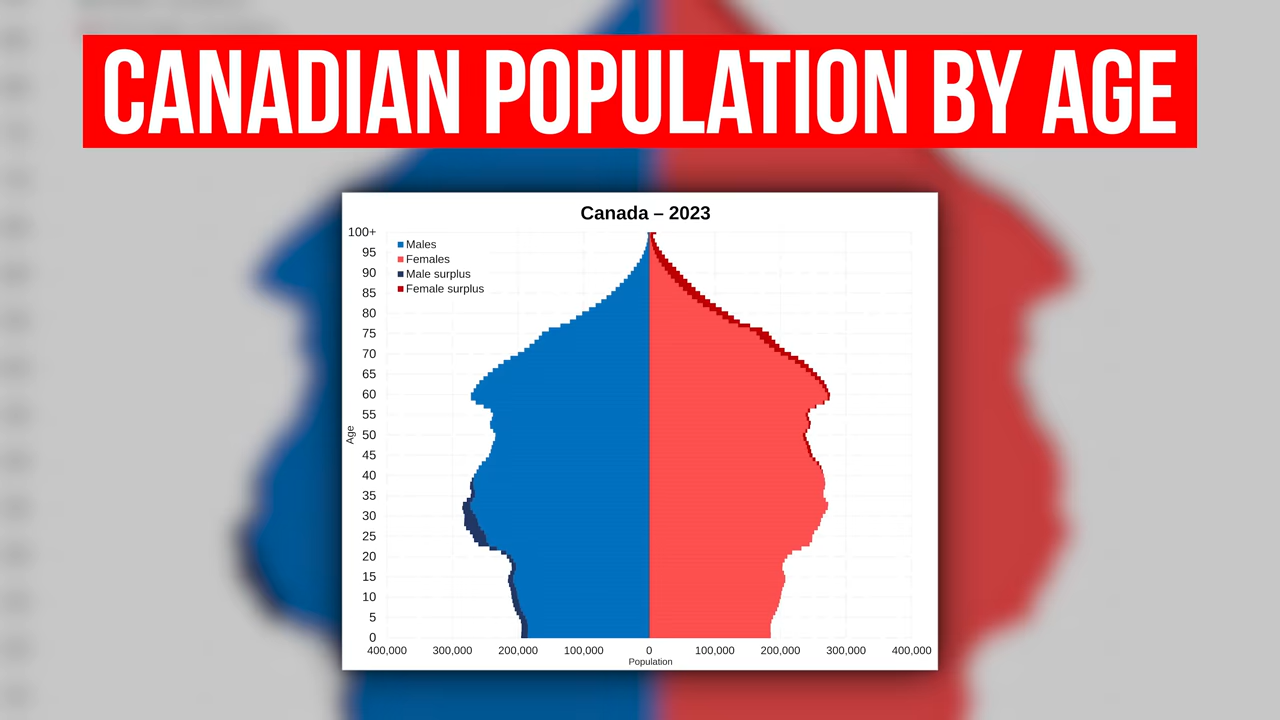 CANADIAN POPULATION BY AGE
Canada – 2023
Males
Females
Male surplus
Female surplus
100+
95
90
85
80
75
70
65
60
55
50
45
40
35
30
25
20
15
10
5
0
Age
400,000 300,000 200,000 100,000 0 100,000 200,000 300,000 400,000
Population